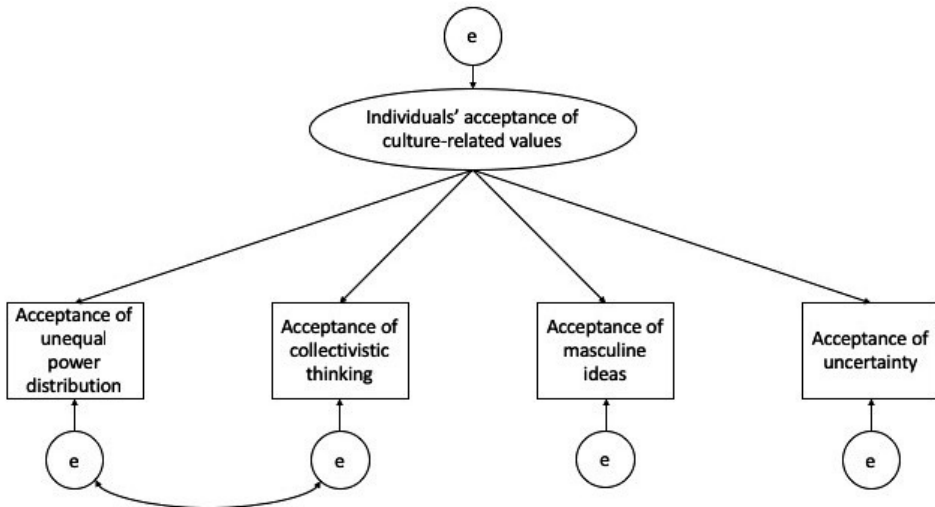 e
Individuals' acceptance of
culture-related values
Acceptance of
unequal
power
distribution
Acceptance of
collectivistic
thinking
Acceptance of
masculine
ideas
Acceptance of
uncertainty
e
e
e
e